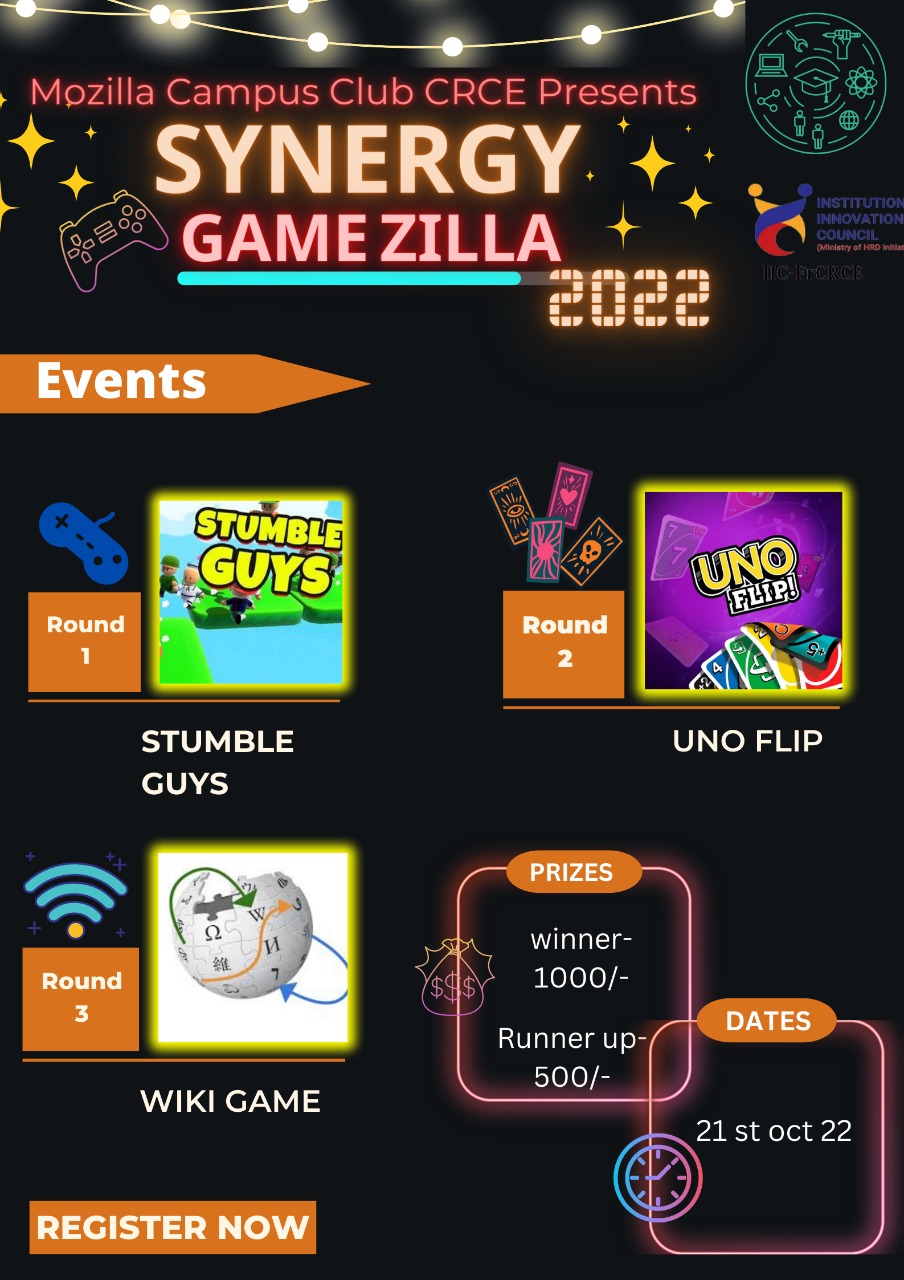 Mozilla Campus Club CRCE Presents
SYNERGY
GAME ZILLA
2022
INSTITUTION
INNOVATION
COUNCIL
(Ministry of HRD Initiat
IIC-FrCRCE
Events
Round
1
STUMBLE
GUYS
STUMBLE
GUYS
Round
2
UNO
FLIP!
UNO FLIP
Round
3
Ω
W
И
維
7
WIKI GAME
PRIZES
winner-
1000/-
Runner up-
500/-
$$$
DATES
21 st oct 22
REGISTER NOW